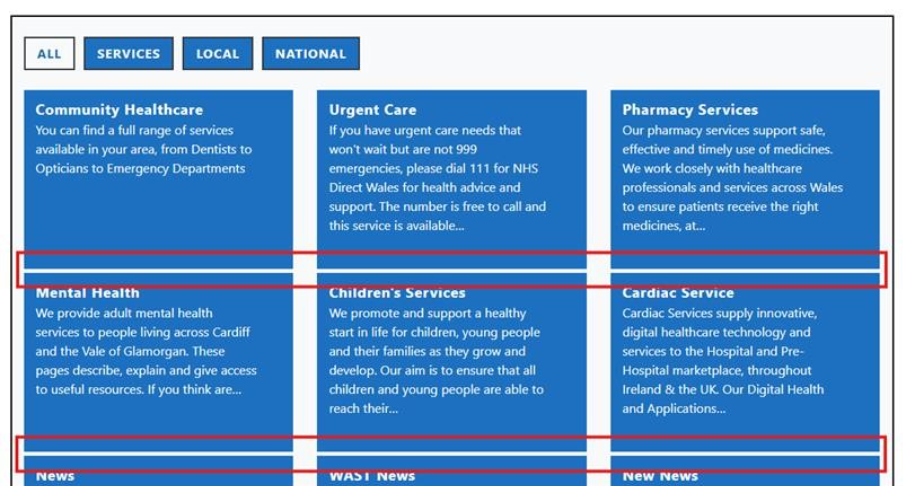 ALL SERVICES LOCAL NATIONAL
Community Healthcare
You can find a full range of services
available in your area, from Dentists to
Opticians to Emergency Departments
Urgent Care
If you have urgent care needs that
won't wait but are not 999
emergencies, please dial 111 for NHS
Direct Wales for health advice and
support. The number is free to call and
this service is available...
Pharmacy Services
Our pharmacy services support safe,
effective and timely use of medicines.
We work closely with healthcare
professionals and services across Wales
to ensure patients receive the right
medicines, at...
Mental Health
We provide adult mental health
services to people living across Cardiff
and the Vale of Glamorgan. These
pages describe, explain and give access
to useful resources. If you think are...
Children's Services
We promote and support a healthy
start in life for children, young people
and their families as they grow and
develop. Our aim is to ensure that all
children and young people are able to
reach their...
Cardiac Service
Cardiac Services supply innovative,
digital healthcare technology and
services to the Hospital and Pre-
Hospital marketplace, throughout
Ireland & the UK. Our Digital Health
and Applications...
News
WAST News
New News